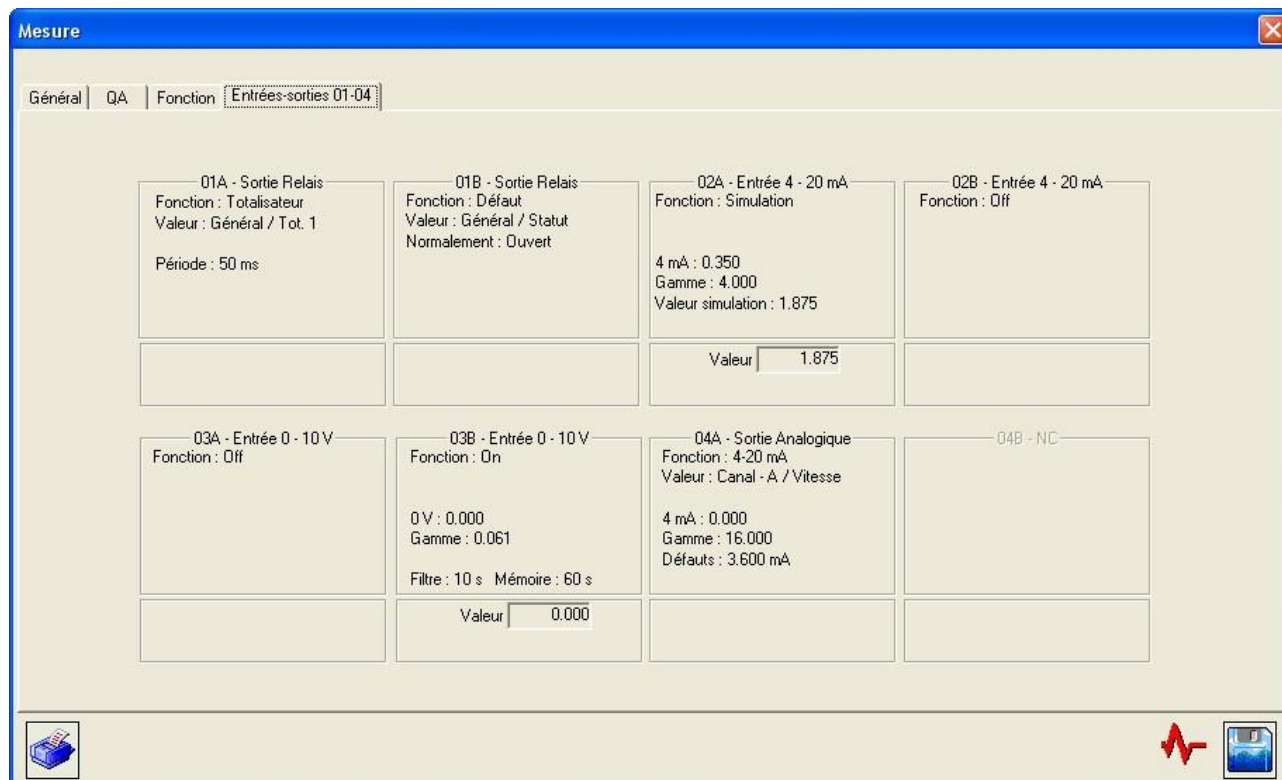 Mesure
Général QA Fonction Entrées-sorties 01-04
01A - Sortie Relais
Fonction : Totalisateur
Valeur : Général / Tot. 1
Période : 50 ms
01B - Sortie Relais
Fonction : Défaut
Valeur : Général / Statut
Normalement : Ouvert
02A - Entrée 4 - 20 mA
Fonction : Simulation
4 mA : 0.350
Gamme : 4.000
Valeur simulation : 1.875
Valeur 1.875
02B - Entrée 4 - 20 mA
Fonction : Off
03A - Entrée 0 - 10 V
Fonction : Off
03B - Entrée 0 - 10 V
Fonction : On
0 V : 0.000
Gamme : 0.061
Filtre : 10 s Mémoire : 60 s
Valeur 0.000
04A - Sortie Analogique
Fonction : 4-20 mA
Valeur : Canal - A / Vitesse
4 mA : 0.000
Gamme : 16.000
Défauts : 3.600 mA
04B - NC